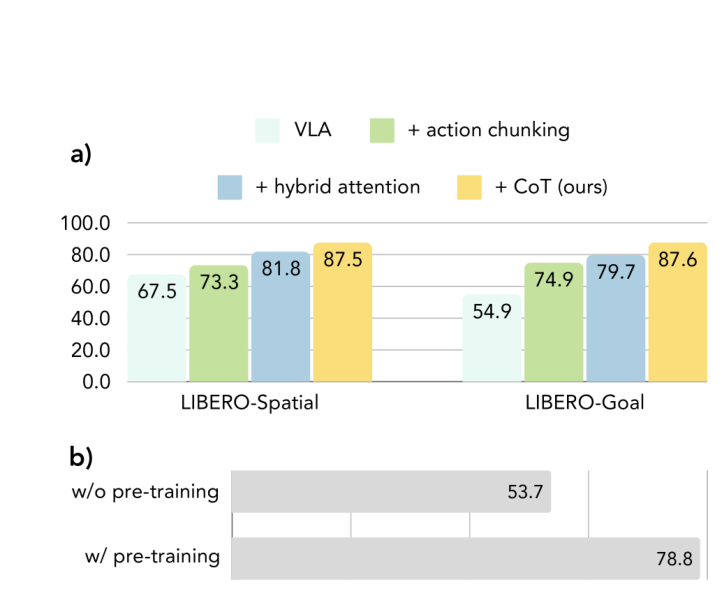 VLA + action chunking
a)
+ hybrid attention + CoT (ours)
100.0
80.0
60.0
40.0
20.0
0.0
67.5 73.3 81.8 87.5 54.9 74.9 79.7 87.6
LIBERO-Spatial LIBERO-Goal
b)
w/o pre-training 53.7
w/ pre-training 78.8